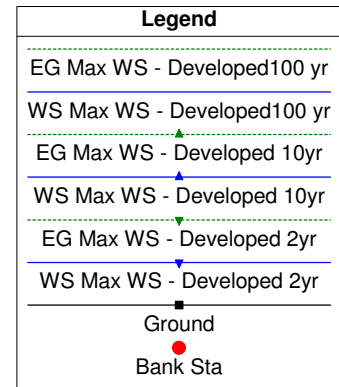 Legend
EG Max WS - Developed100 yr
WS Max WS - Developed100 yr
EG Max WS - Developed 10yr
WS Max WS - Developed 10yr
EG Max WS - Developed 2yr
WS Max WS - Developed 2yr
Ground
Bank Sta